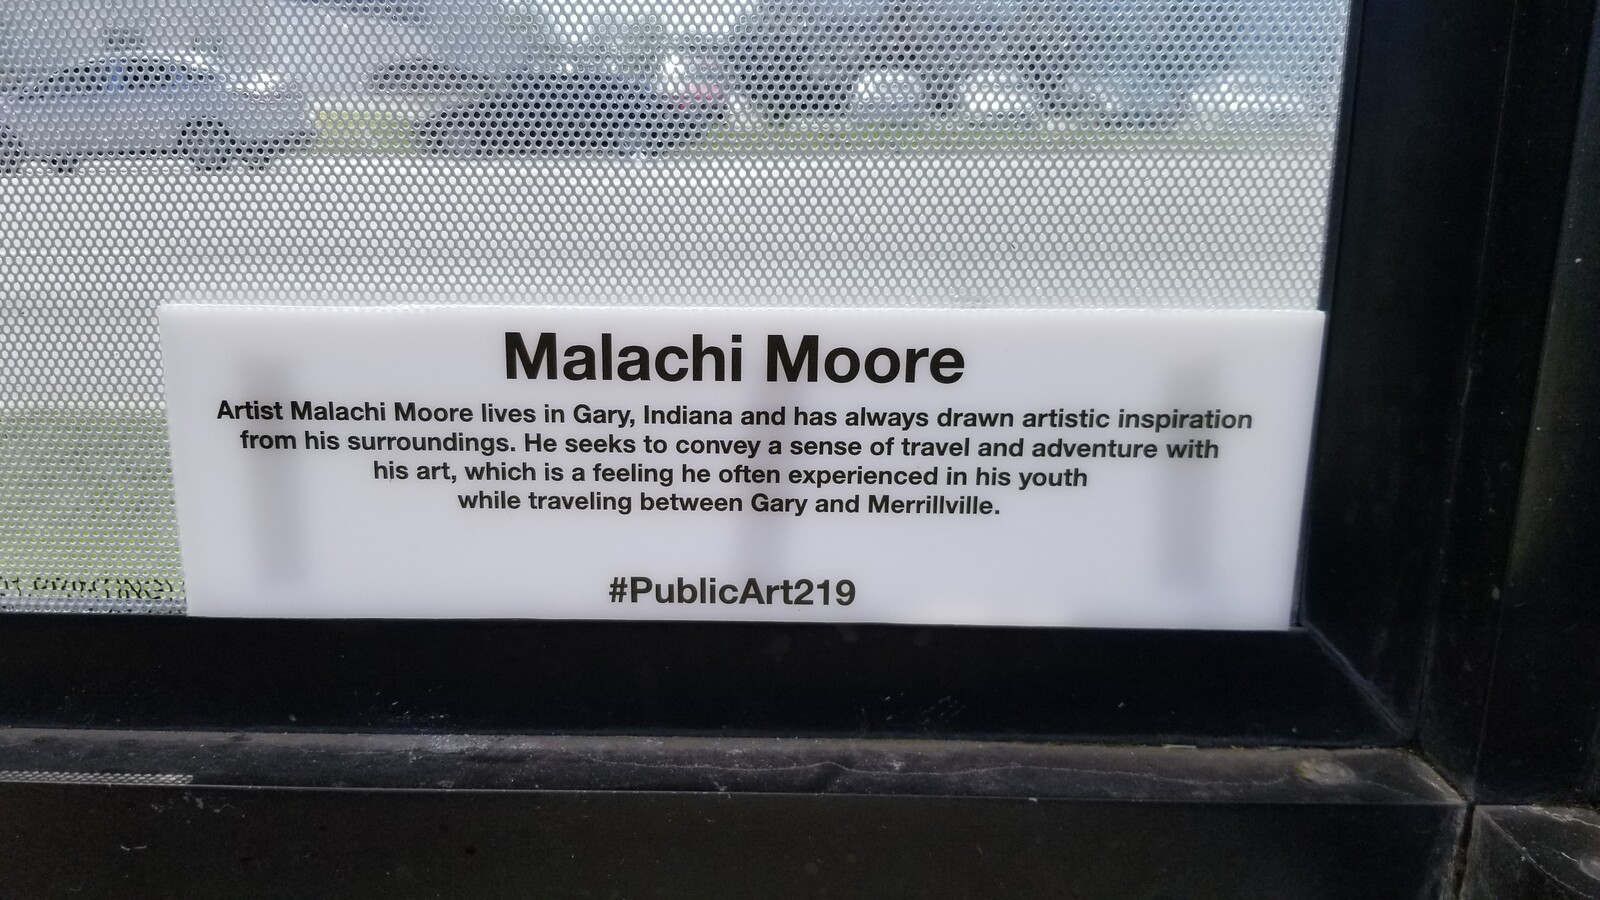 Malachi Moore
Artist Malachi Moore lives in Gary, Indiana and has always drawn artistic inspiration
from his surroundings. He seeks to convey a sense of travel and adventure with
his art, which is a feeling he often experienced in his youth
while traveling between Gary and Merrillville.
#PublicArt219